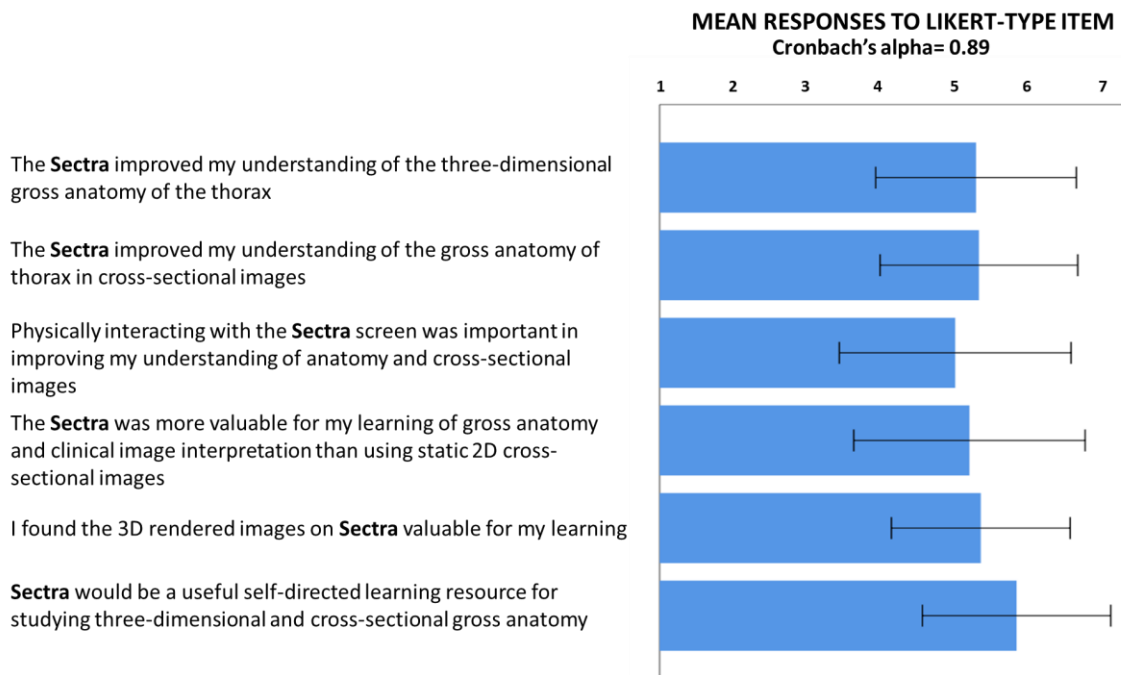 MEAN RESPONSES TO LIKERT-TYPE ITEM
Cronbach's alpha= 0.89
1 2 3 4 5 6 7
The Sectra improved my understanding of the three-dimensional
gross anatomy of the thorax
The Sectra improved my understanding of the gross anatomy of
thorax in cross-sectional images
Physically interacting with the Sectra screen was important in
improving my understanding of anatomy and cross-sectional
images
The Sectra was more valuable for my learning of gross anatomy
and clinical image interpretation than using static 2D cross-
sectional images
I found the 3D rendered images on Sectra valuable for my learning
Sectra would be a useful self-directed learning resource for
studying three-dimensional and cross-sectional gross anatomy